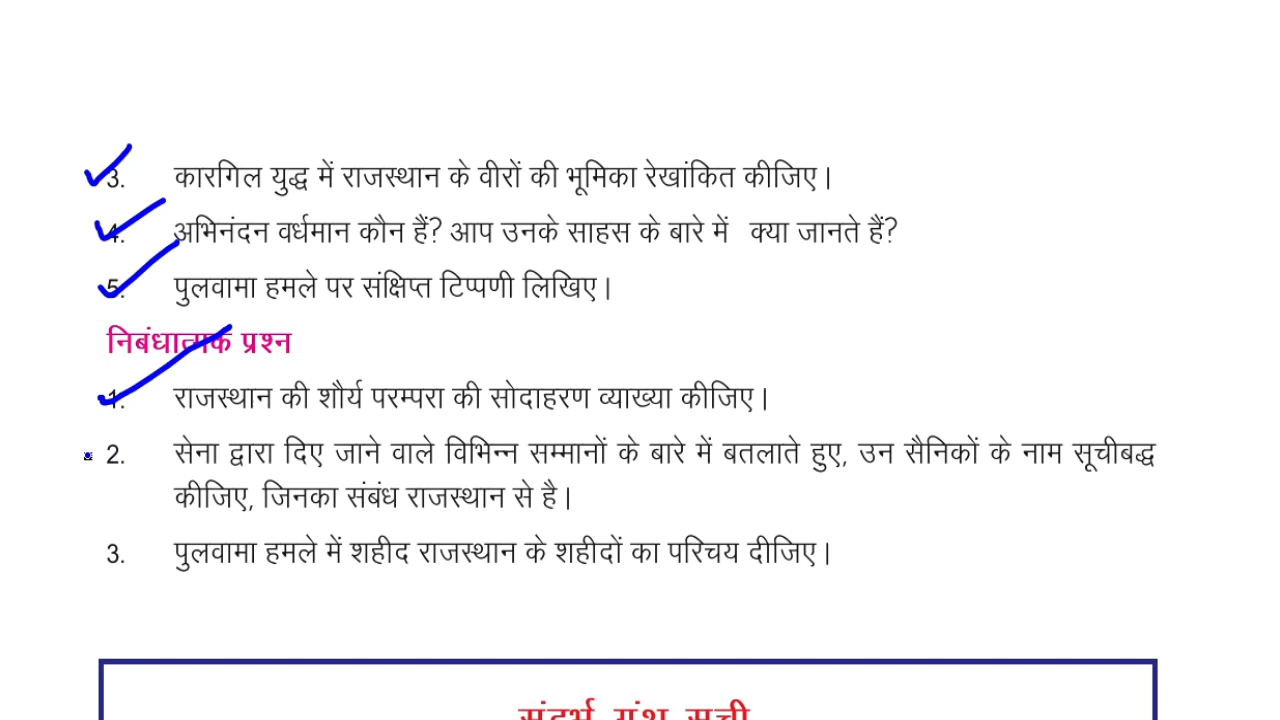 3. कारगिल युद्ध में राजस्थान के वीरों की भूमिका रेखांकित कीजिए।
4. अभिनंदन वर्धमान कौन हैं? आप उनके साहस के बारे में क्या जानते हैं?
5. पुलवामा हमले पर संक्षिप्त टिप्पणी लिखिए।
निबंधात्मक प्रश्न
1. राजस्थान की शौर्य परम्परा की सोदाहरण व्याख्या कीजिए।
2. सेना द्वारा दिए जाने वाले विभिन्न सम्मानों के बारे में बतलाते हुए, उन सैनिकों के नाम सूचीबद्ध
कीजिए, जिनका संबंध राजस्थान से है।
3. पुलवामा हमले में शहीद राजस्थान के शहीदों का परिचय दीजिए।
संदर्भ ग्रंथ सूची